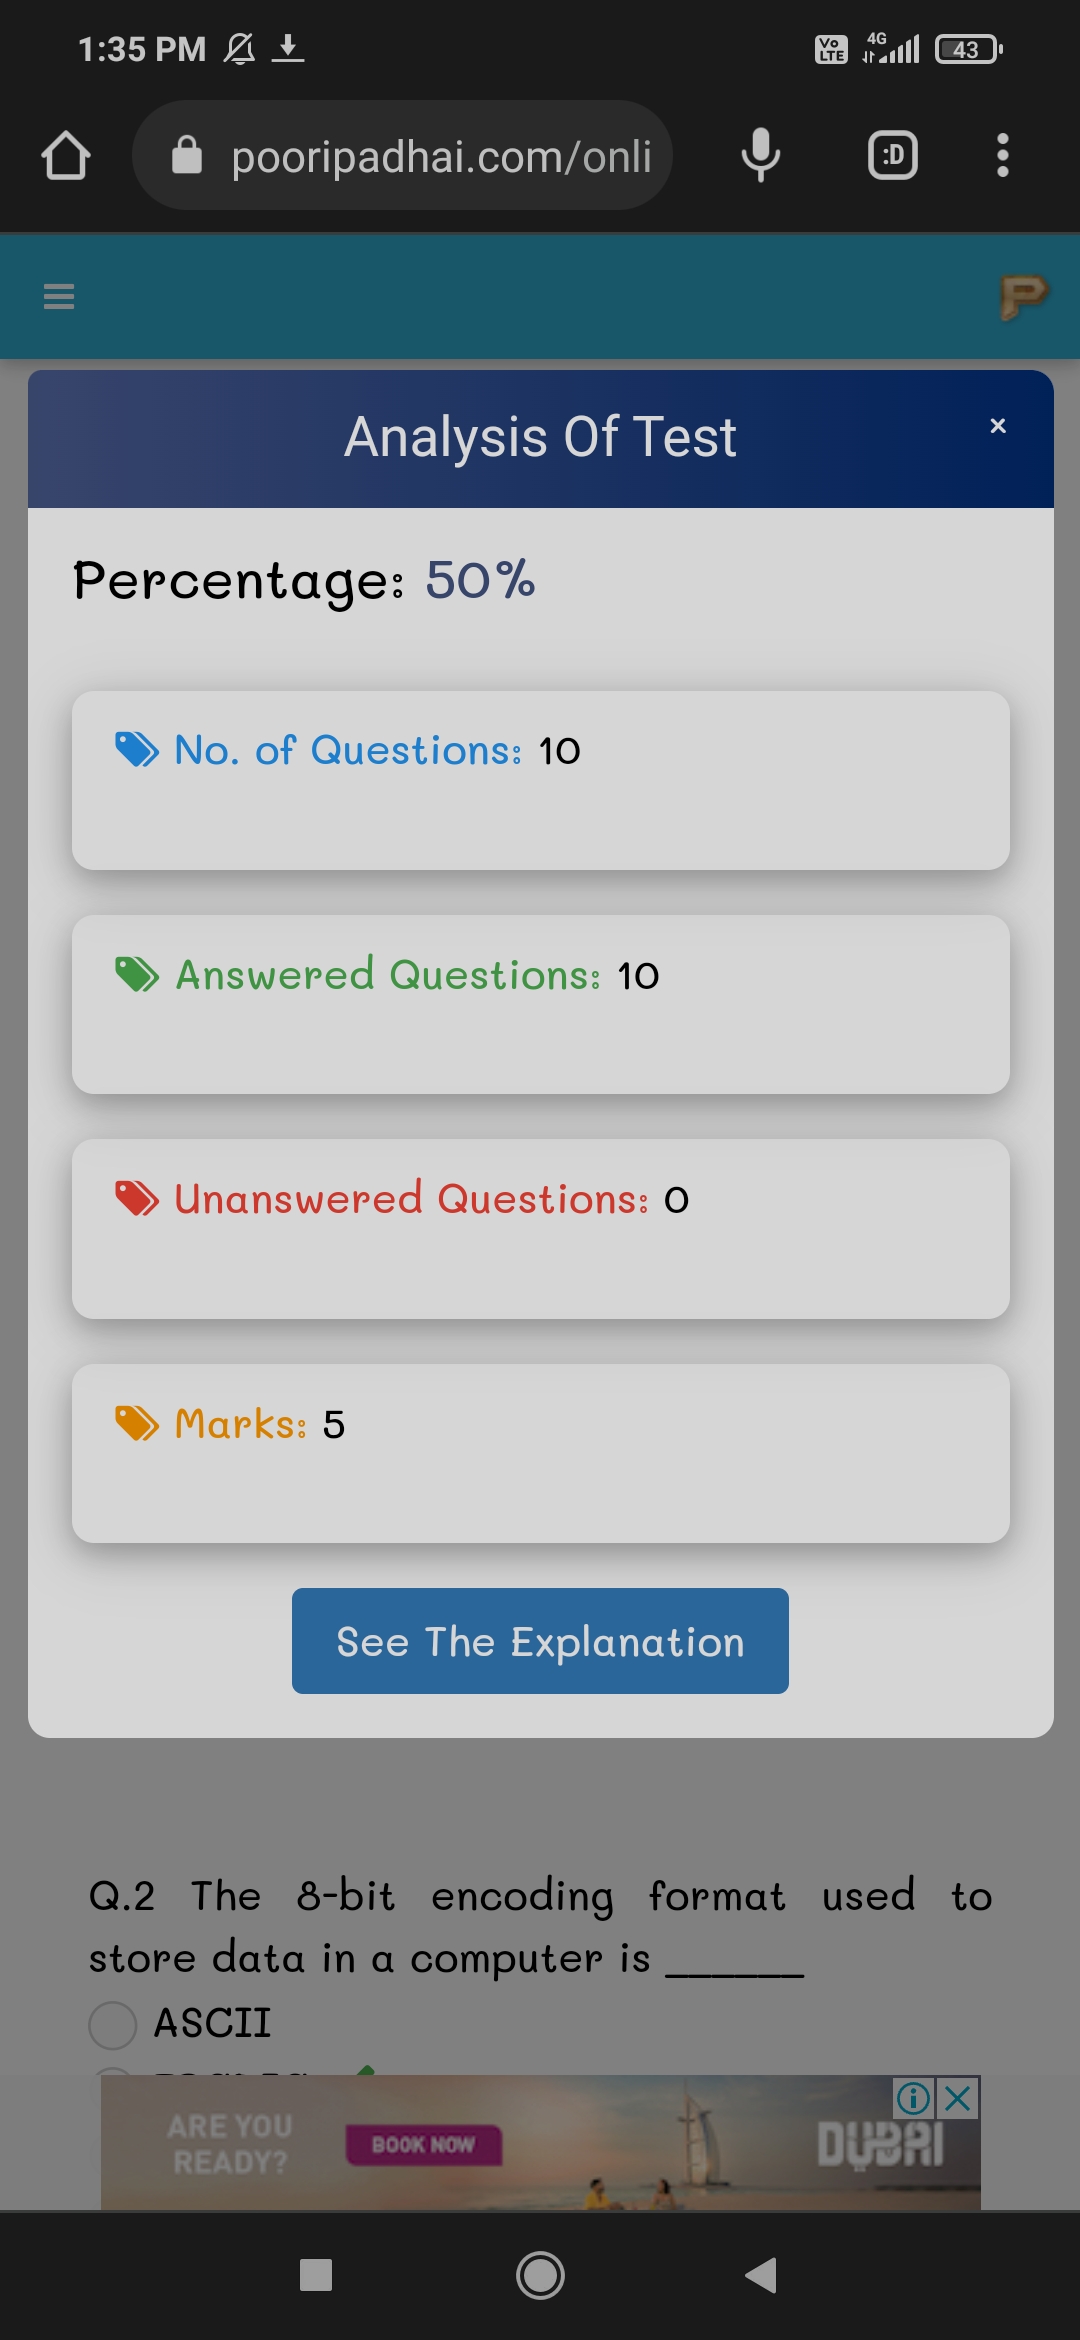 1:35 PM
Vo LTE
4G
43
pooripadhai.com/onli
:D
P
Analysis Of Test
×
Percentage: 50%
No. of Questions: 10
Answered Questions: 10
Unanswered Questions: 0
Marks: 5
See The Explanation
Q.2 The 8-bit encoding format used to
store data in a computer is ______
ASCII
ARE YOU
READY?
BOOK NOW
DUBAI